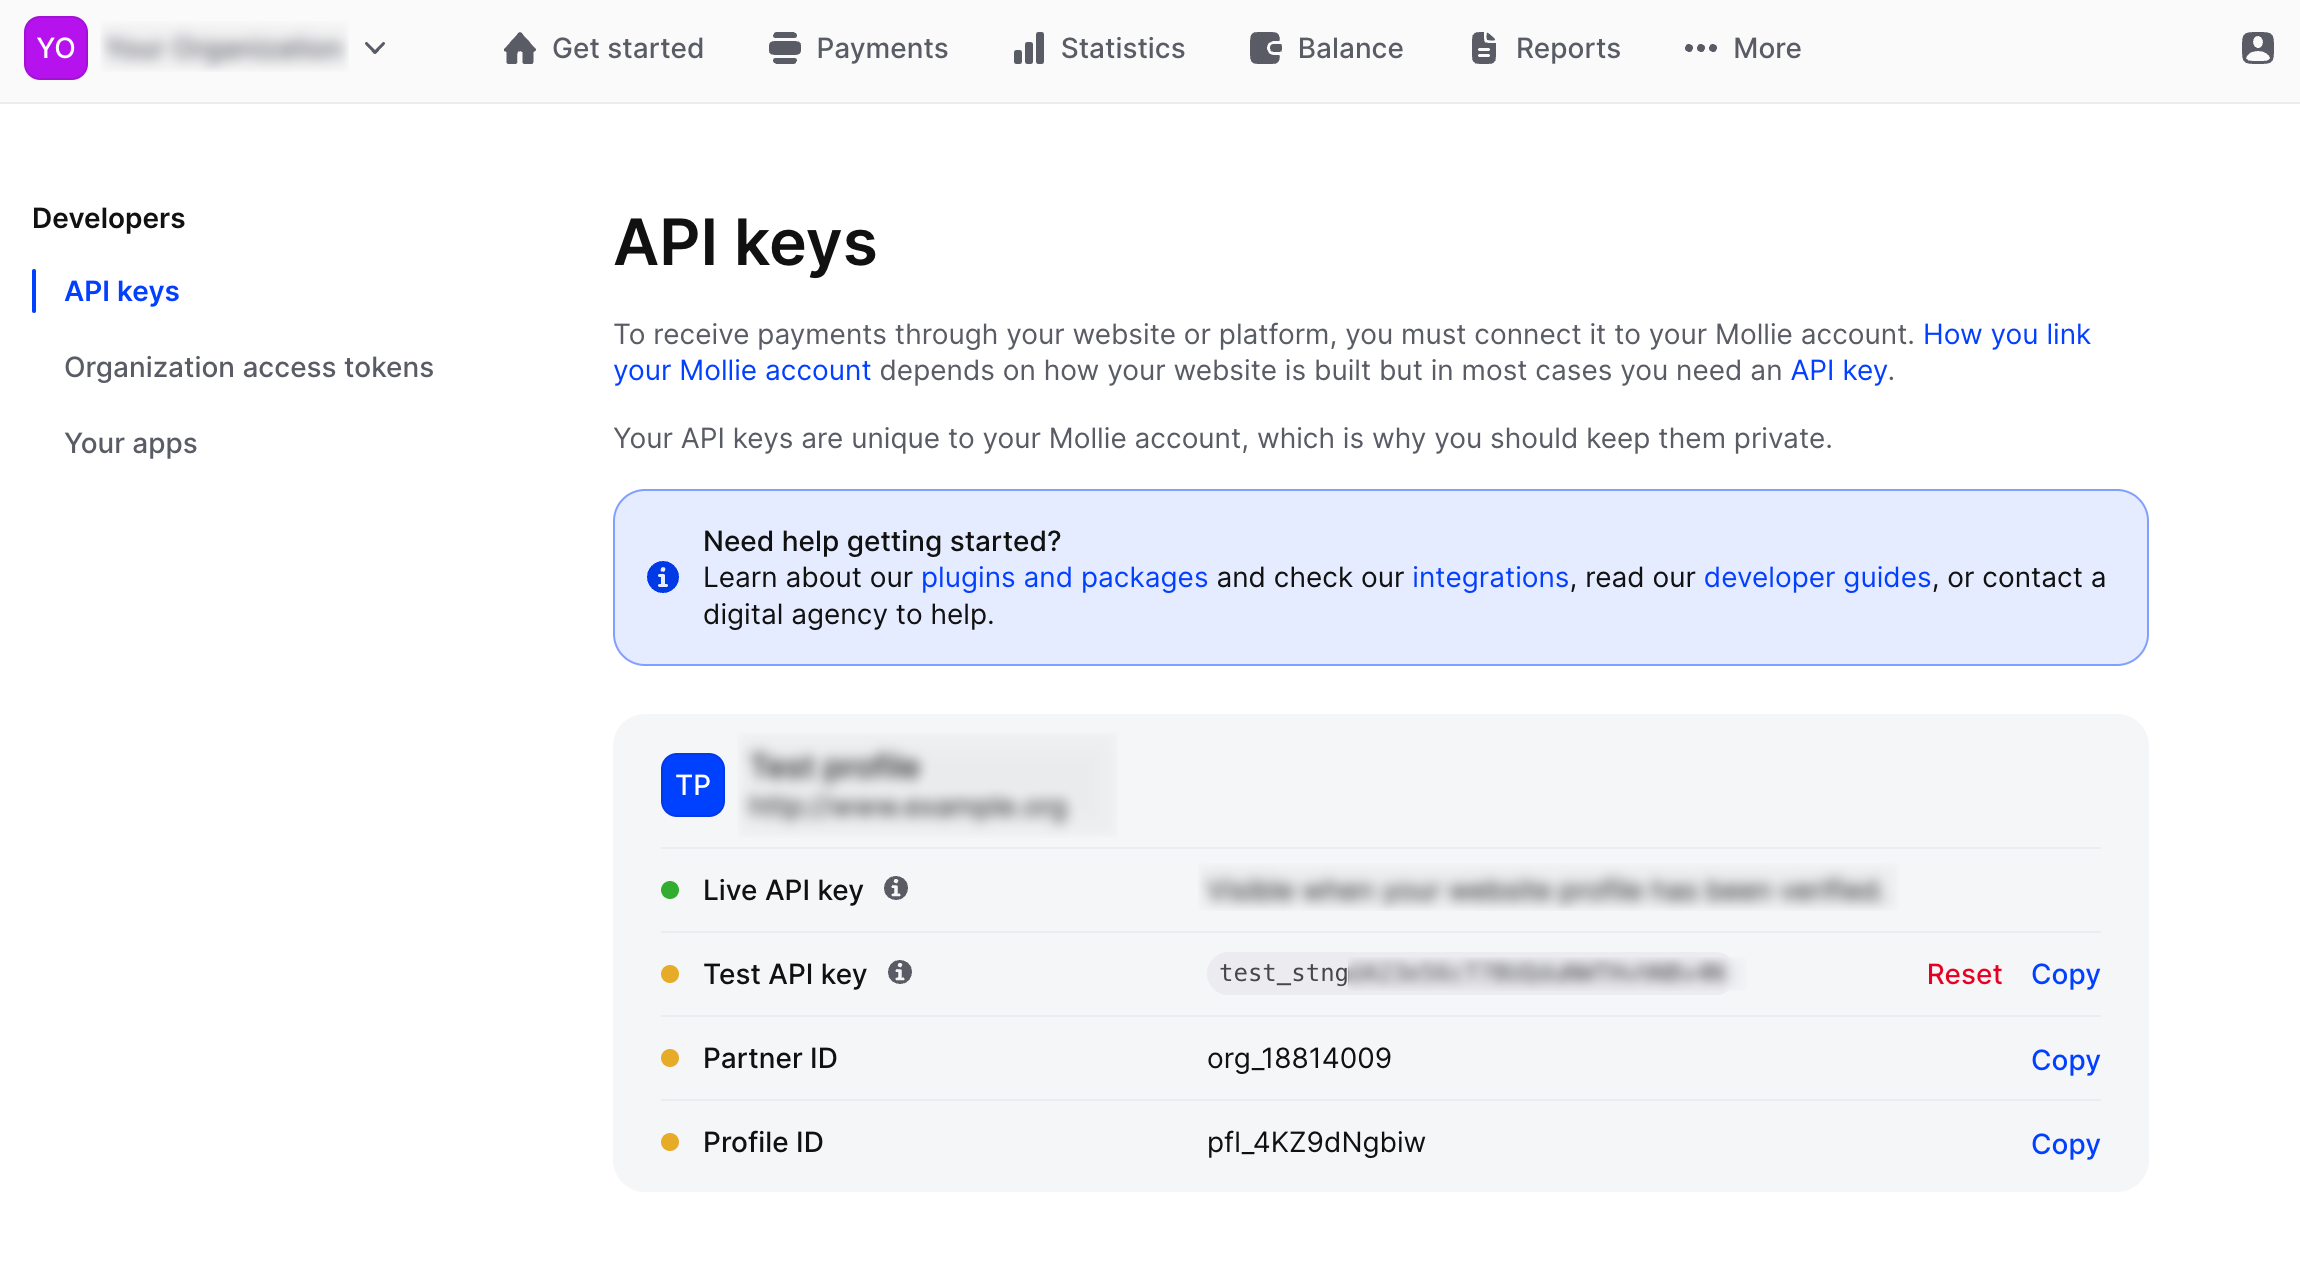 YO
Get started
Payments
Statistics
Balance
Reports
More
Developers
API keys
Organization access tokens
Your apps
API keys
To receive payments through your website or platform, you must connect it to your Mollie account. How you link
your Mollie account depends on how your website is built but in most cases you need an API key.
Your API keys are unique to your Mollie account, which is why you should keep them private.
Need help getting started?
Learn about our plugins and packages and check our integrations, read our developer guides, or contact a
digital agency to help.
TP
Live API key
Test API key
test_stng
Reset
Copy
Partner ID
org_18814009
Copy
Profile ID
pfl_4KZ9dNgbiw
Copy